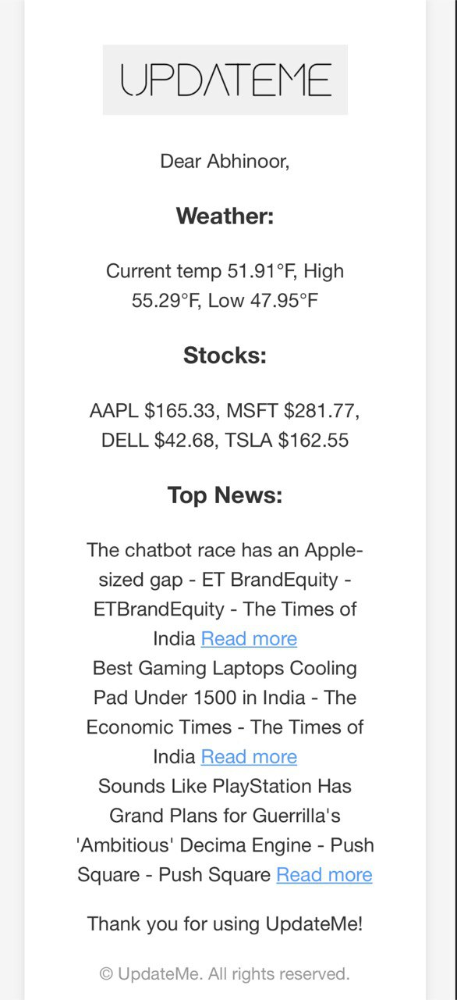 UPDATEME
Dear Abhinoor,
Weather:
Current temp 51.91°F, High
55.29°F, Low 47.95°F
Stocks:
AAPL $165.33, MSFT $281.77,
DELL $42.68, TSLA $162.55
Top News:
The chatbot race has an Apple-
sized gap - ET BrandEquity -
ETBrandEquity - The Times of
India Read more
Best Gaming Laptops Cooling
Pad Under 1500 in India - The
Economic Times - The Times of
India Read more
Sounds Like PlayStation Has
Grand Plans for Guerrilla's
'Ambitious' Decima Engine - Push
Square - Push Square Read more
Thank you for using UpdateMe!
© UpdateMe. All rights reserved.